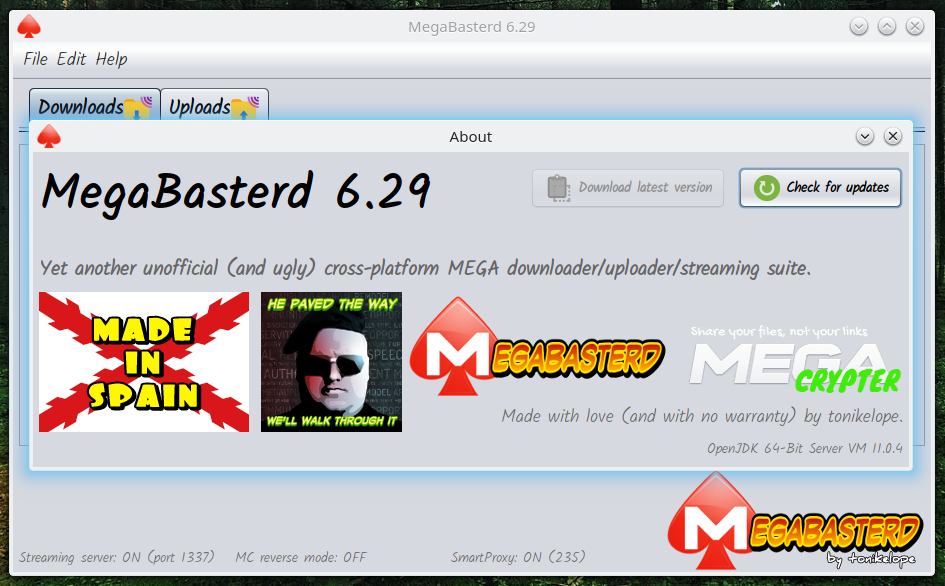 MegaBasterd 6.29
File Edit Help
Downloads Uploads
About
MegaBasterd 6.29
Download latest version
Check for updates
Yet another unofficial (and ugly) cross-platform MEGA downloader/uploader/streaming suite.
MADE
IN
SPAIN
HE PAVED THE WAY
WE'LL WALK THROUGH IT
MEGABASTERD
Share your files, not your links
MEGA
CRYPTER
Made with love (and with no warranty) by tonikelope.
OpenJDK 64-Bit Server VM 11.0.4
MEGABASTERD
by tonikelope
Streaming server: ON (port 1337) MC reverse mode: OFF SmartProxy: ON (235)